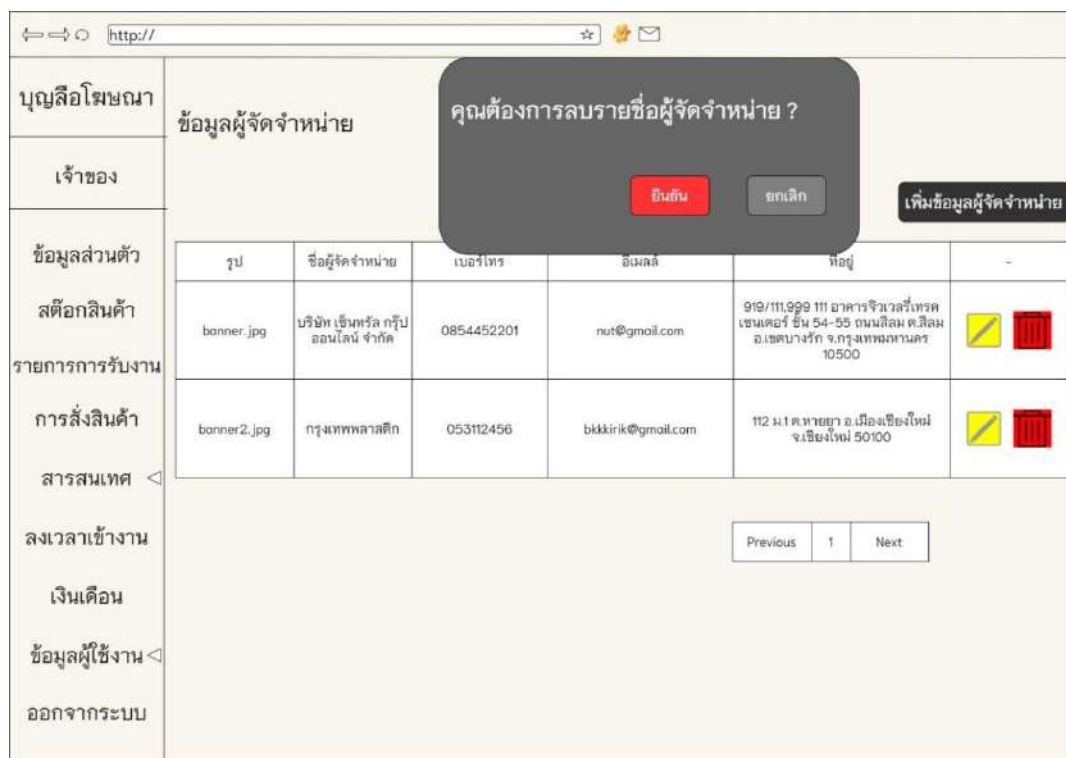 http://
บุญลือโฆษณา
เจ้าของ
ข้อมูลส่วนตัว
สต๊อกสินค้า
รายการการรับงาน
การสั่งสินค้า
สารสนเทศ
ลงเวลาเข้างาน
เงินเดือน
ข้อมูลผู้ใช้งาน
ออกจากระบบ
ข้อมูลผู้จัดจำหน่าย
คุณต้องการลบรายชื่อผู้จัดจำหน่าย ?
ยืนยัน
ยกเลิก
เพิ่มข้อมูลผู้จัดจำหน่าย
รูป
ชื่อผู้จัดจำหน่าย
เบอร์โทร
อีเมลล์
ที่อยู่
-
banner.jpg
บริษัท เซ็นทรัล กรุ๊ป
ออนไลน์ จำกัด
0854452201
nut@gmail.com
919/111,999 111 อาคารจิวเวลรี่เทรด
เซนเตอร์ ชั้น 54-55 ถนนสีลม ต.สีลม
อ.เขตบางรัก จ.กรุงเทพมหานคร
10500
banner2.jpg
กรุงเทพพลาสติก
053112456
bkkkirik@gmail.com
112 ม.1 ต.หายยา อ.เมืองเชียงใหม่
จ.เชียงใหม่ 50100
Previous
1
Next